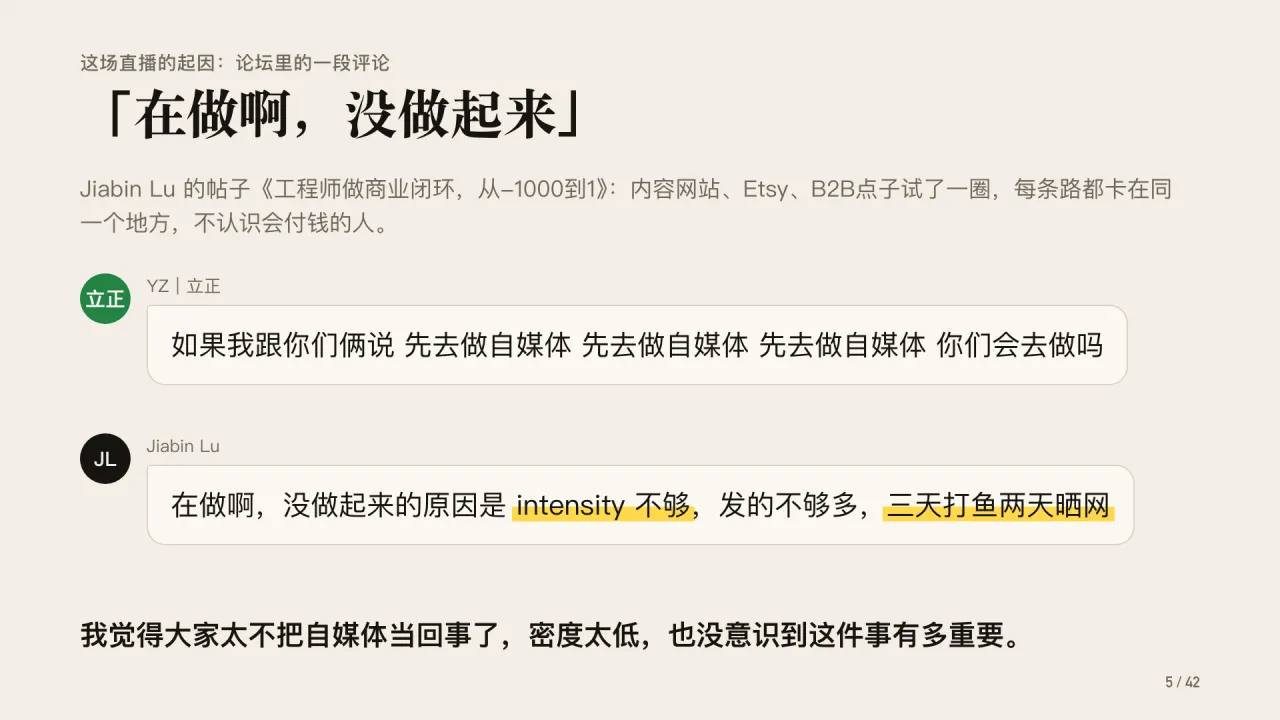 这场直播的起因：论坛里的一段评论
「在做啊，没做起来」
Jiabin Lu 的帖子《工程师做商业闭环，从-1000到1》：内容网站、Etsy、B2B点子试了一圈，每条路都卡在同
一个地方，不认识会付钱的人。
立正
YZ｜立正
如果我跟你们俩说 先去做自媒体 先去做自媒体 先去做自媒体 你们会去做吗
JL
Jiabin Lu
在做啊，没做起来的原因是 intensity 不够，发的不够多，三天打鱼两天晒网
我觉得大家太不把自媒体当回事了，密度太低，也没意识到这件事有多重要。
5 / 42